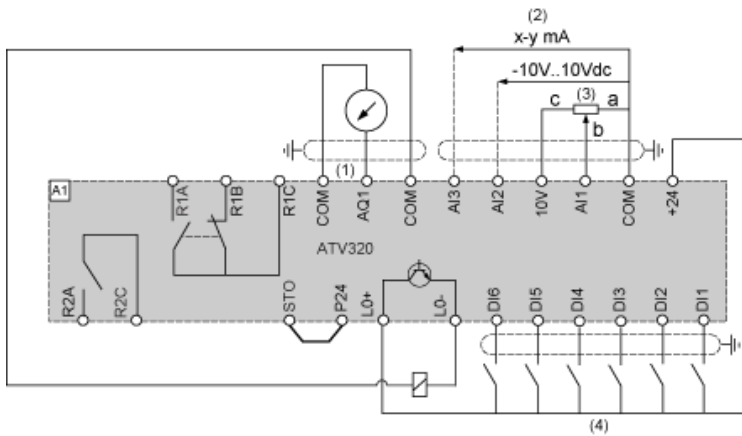 (2)
x-y mA
-10V..10Vdc
c (3) a
b
(1)
A1
R1A R1B R1C COM AQ1 COM AI3 AI2 10V AI1 COM +24
ATV320
R2A R2C STO P24 L0+ L0- DI6 DI5 DI4 DI3 DI2 DI1
(4)